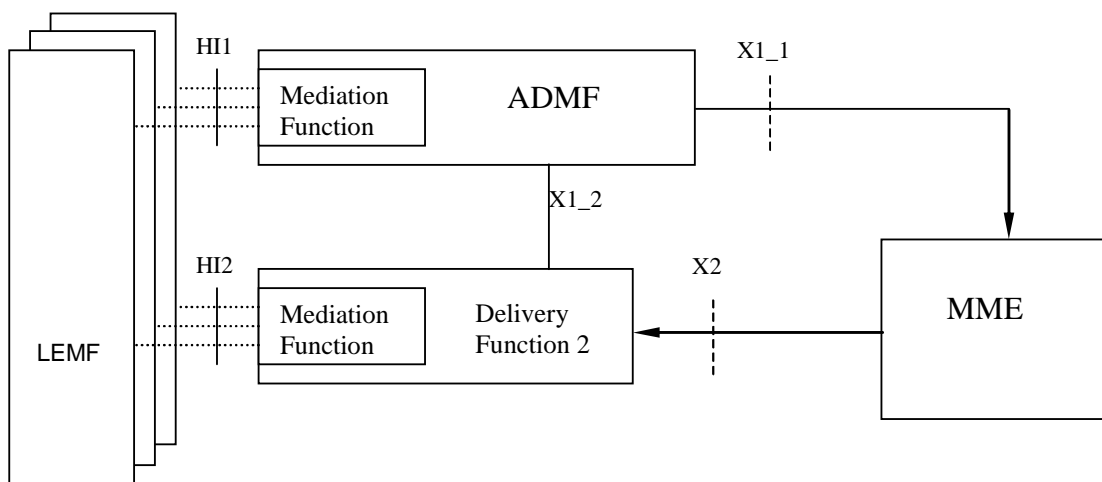 HI1
X1_1
Mediation
Function
ADMF
X1_2
HI2
X2
Mediation
Function
Delivery
Function 2
MME
LEMF